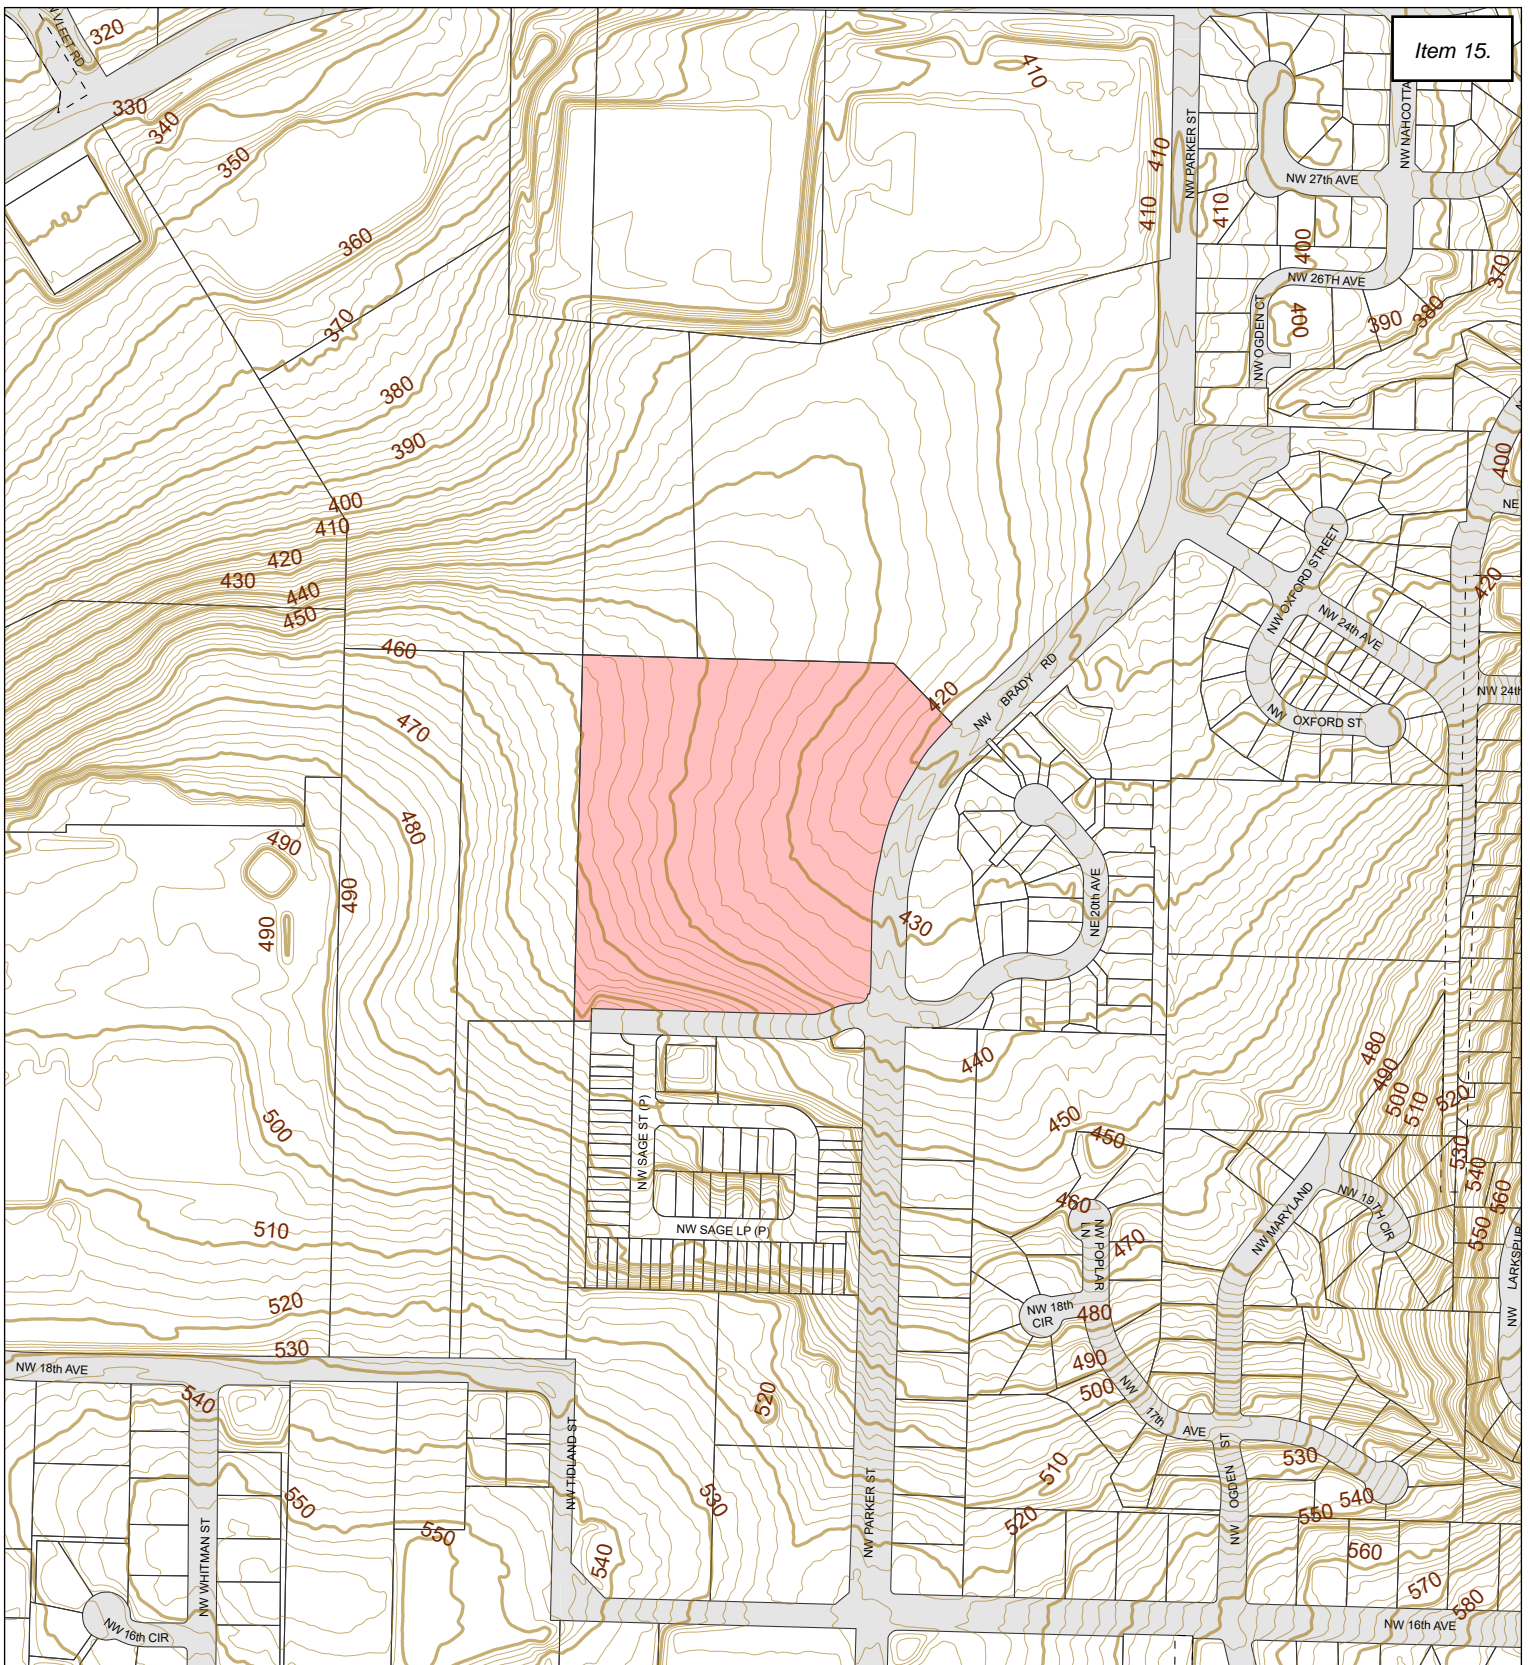 Item 15.
320
330
340
350
360
370
380
390
400
410
420
430
440
450
460
470
480
490
490
490
500
510
520
530
540
550
550
540
530
520
410
410
410
410
400
400
390
380
370
400
420
420
430
440
450
450
460
470
480
490
500
510
520
480
490
500
510
520
530
540
550
560
530
540
550
560
570
580
NW PARKER ST
NW NAHCOTTA
NW 27th AVE
NW 26TH AVE
NW OGDEN CT
NE
NW OXFORD STREET
NW 24th AVE
NW 24th
NW OXFORD ST
NW BRADY RD
NE 20th AVE
NW SAGE ST (P)
NW SAGE LP (P)
NW MARYLAND
NW 19TH CIR
NW POPLAR
LN
NW 18th
CIR
NW LARKSPUR
NW 18th AVE
NW TIDLAND ST
NW PARKER ST
NW 17th AVE
NW OGDEN ST
NW WHITMAN ST
NW 16th CIR
NW 16th AVE